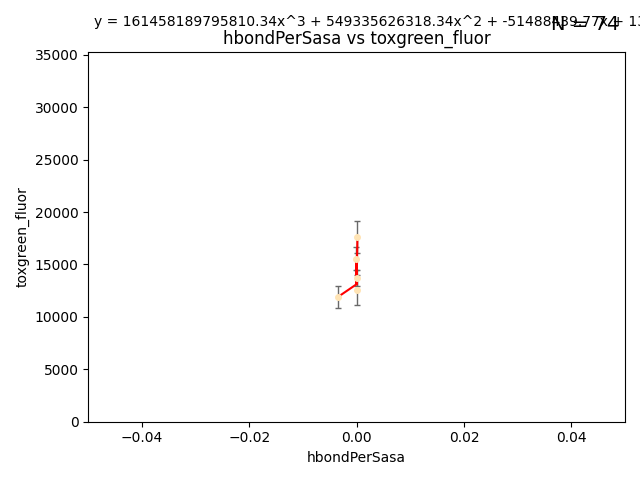 y = 161458189795810.34x^3 + 549335626318.34x^2 +
N = 74
hbondPerSasa vs toxgreen_fluor
35000
30000
25000
20000
15000
10000
5000
0
toxgreen_fluor
−0.04
−0.02
0.00
0.02
0.04
hbondPerSasa